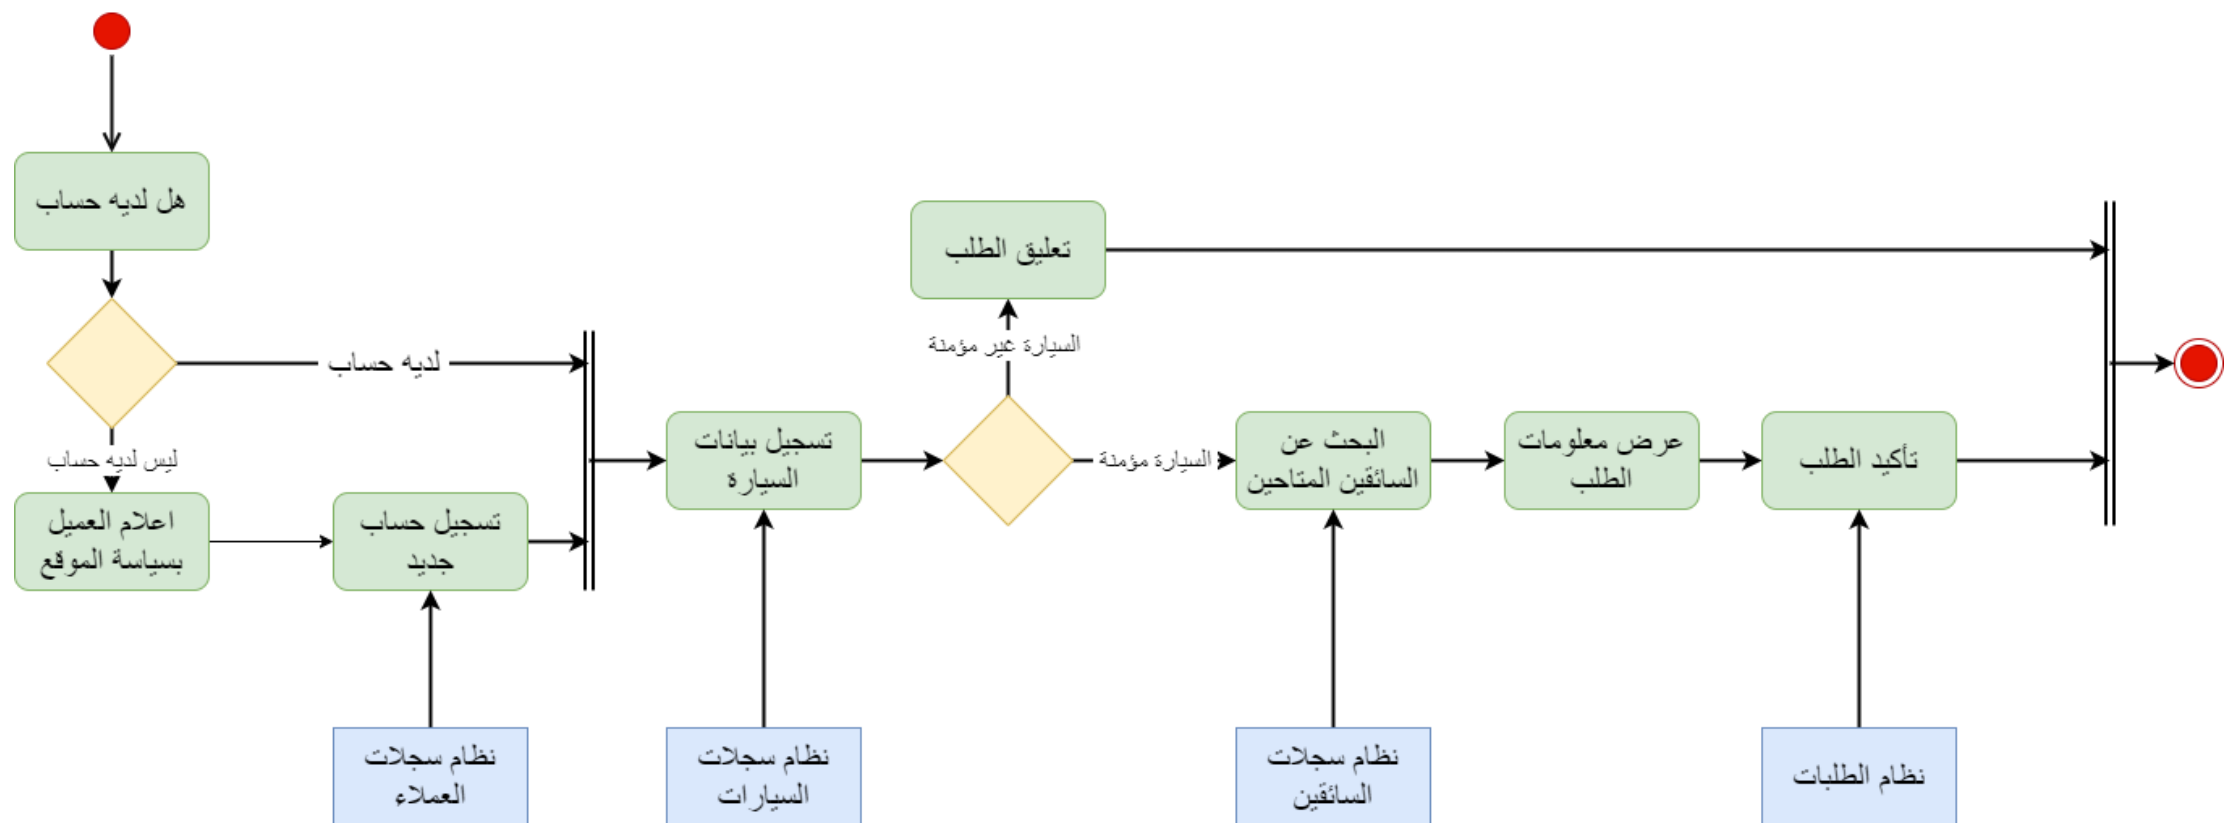 هل لديه حساب
لديه حساب
ليس لديه حساب
اعلام العميل
بسياسة الموقع
تسجيل حساب
جديد
نظام سجلات
العملاء
تسجيل بيانات
السيارة
نظام سجلات
السيارات
تعليق الطلب
السيارة غير مؤمنة
السيارة مؤمنة
البحث عن
السائقين المتاحين
نظام سجلات
السائقين
عرض معلومات
الطلب
تأكيد الطلب
نظام الطلبات